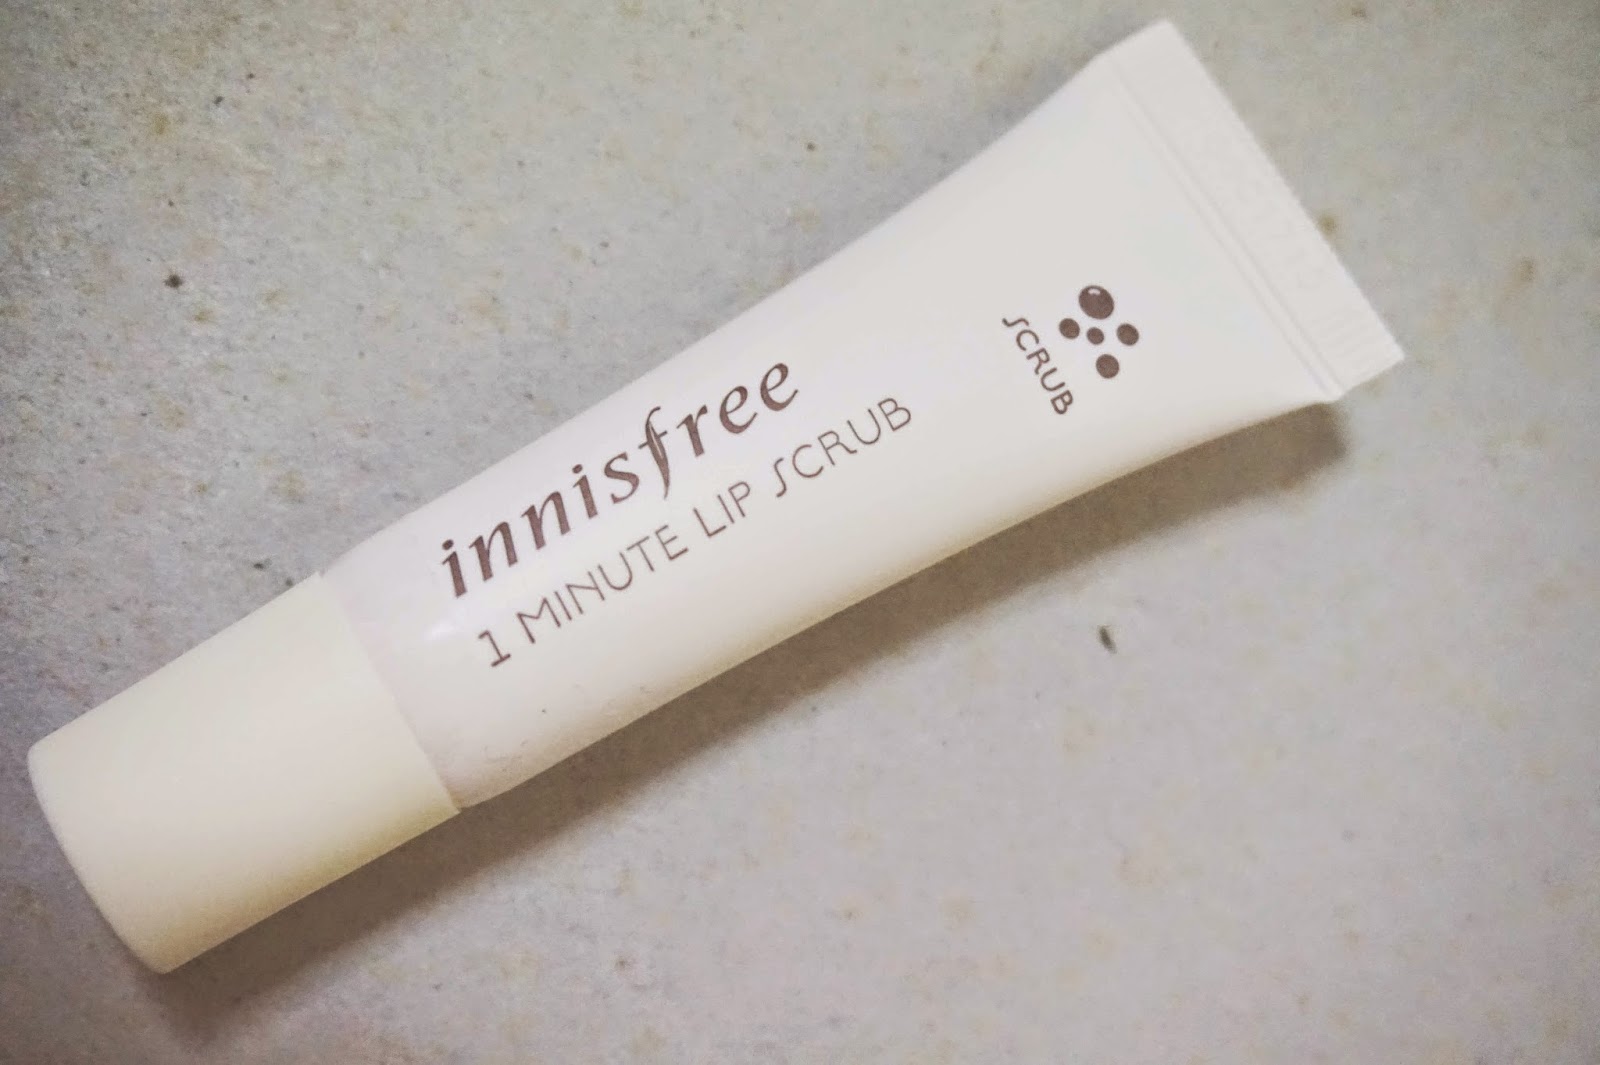 innisfree
1 MINUTE LIP SCRUB
SCRUB